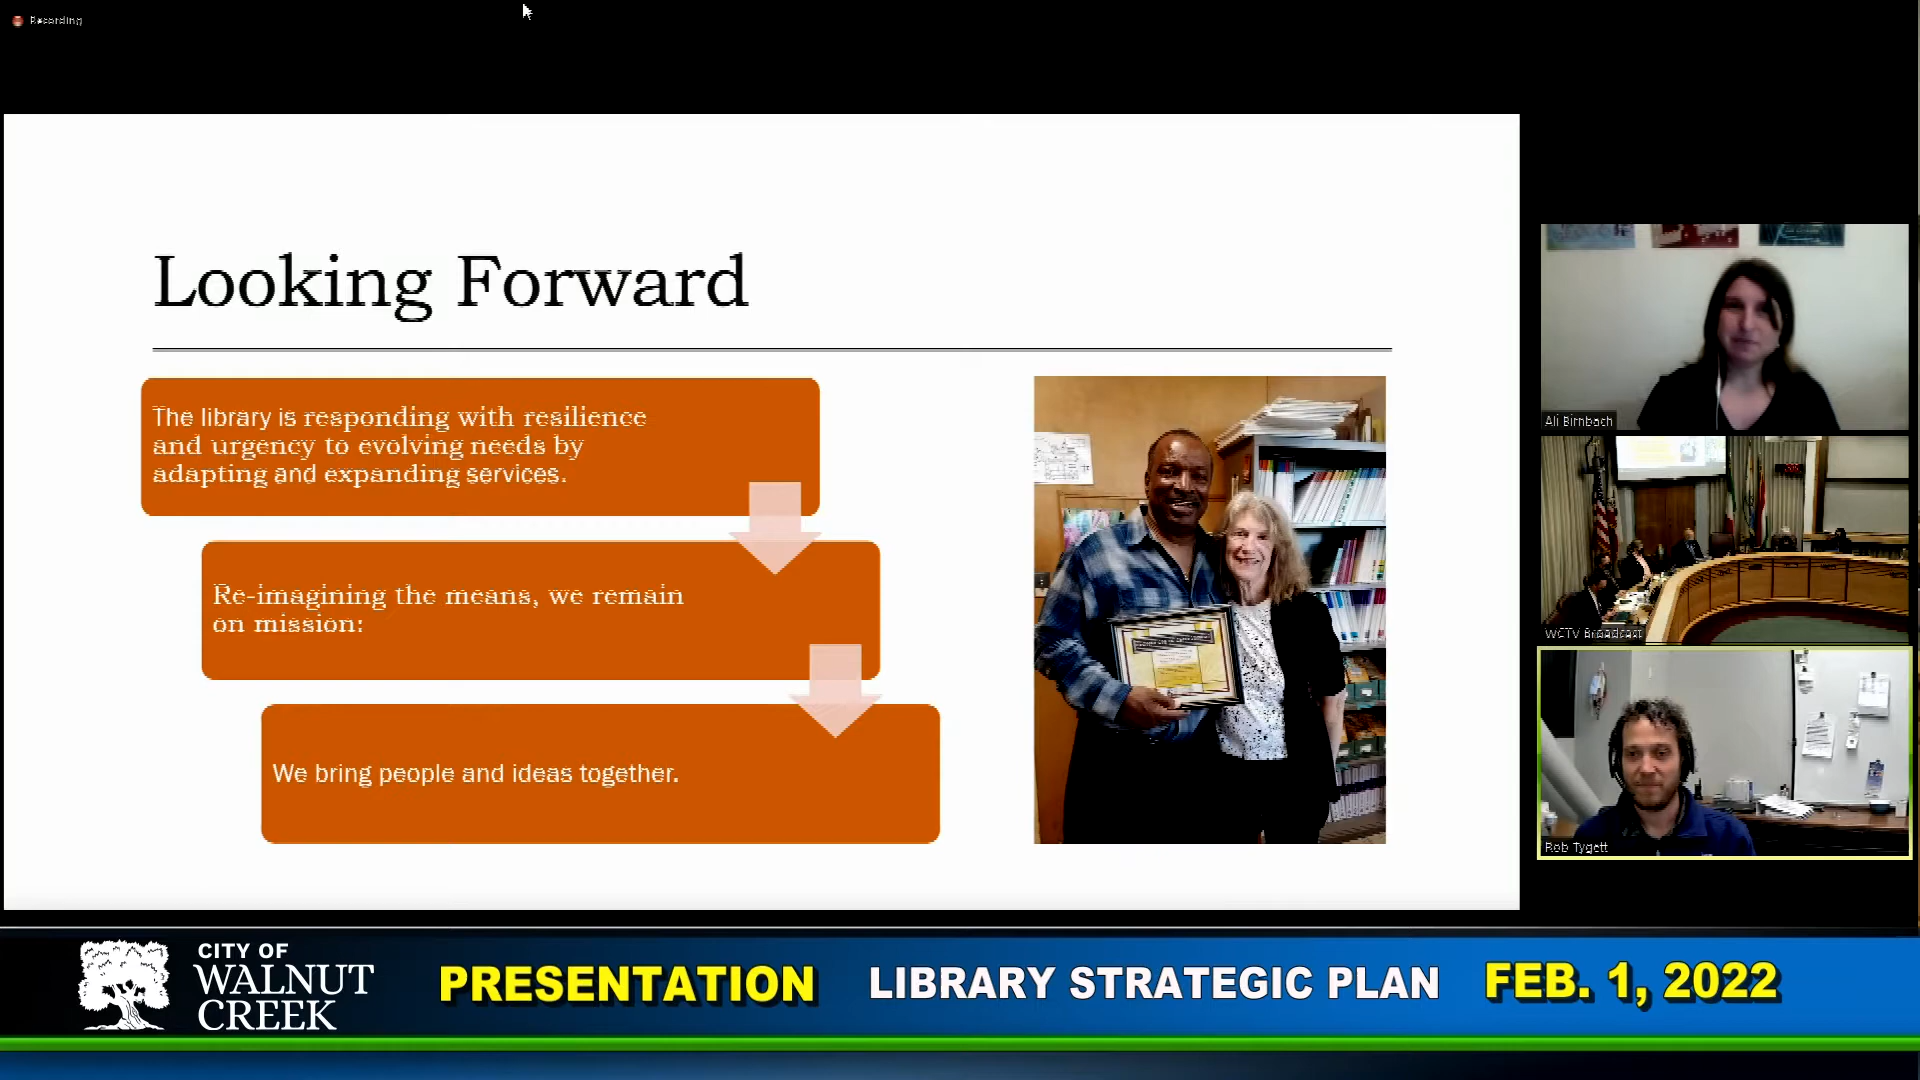 Recording
Looking Forward
The library is responding with resilience
and urgency to evolving needs by
adapting and expanding services.
Re-imagining the means, we remain
on mission:
We bring people and ideas together.
Ali Birnbach
WCTV Broadcast
Rob Tygett
CITY OF
WALNUT
CREEK
PRESENTATION LIBRARY STRATEGIC PLAN FEB. 1, 2022